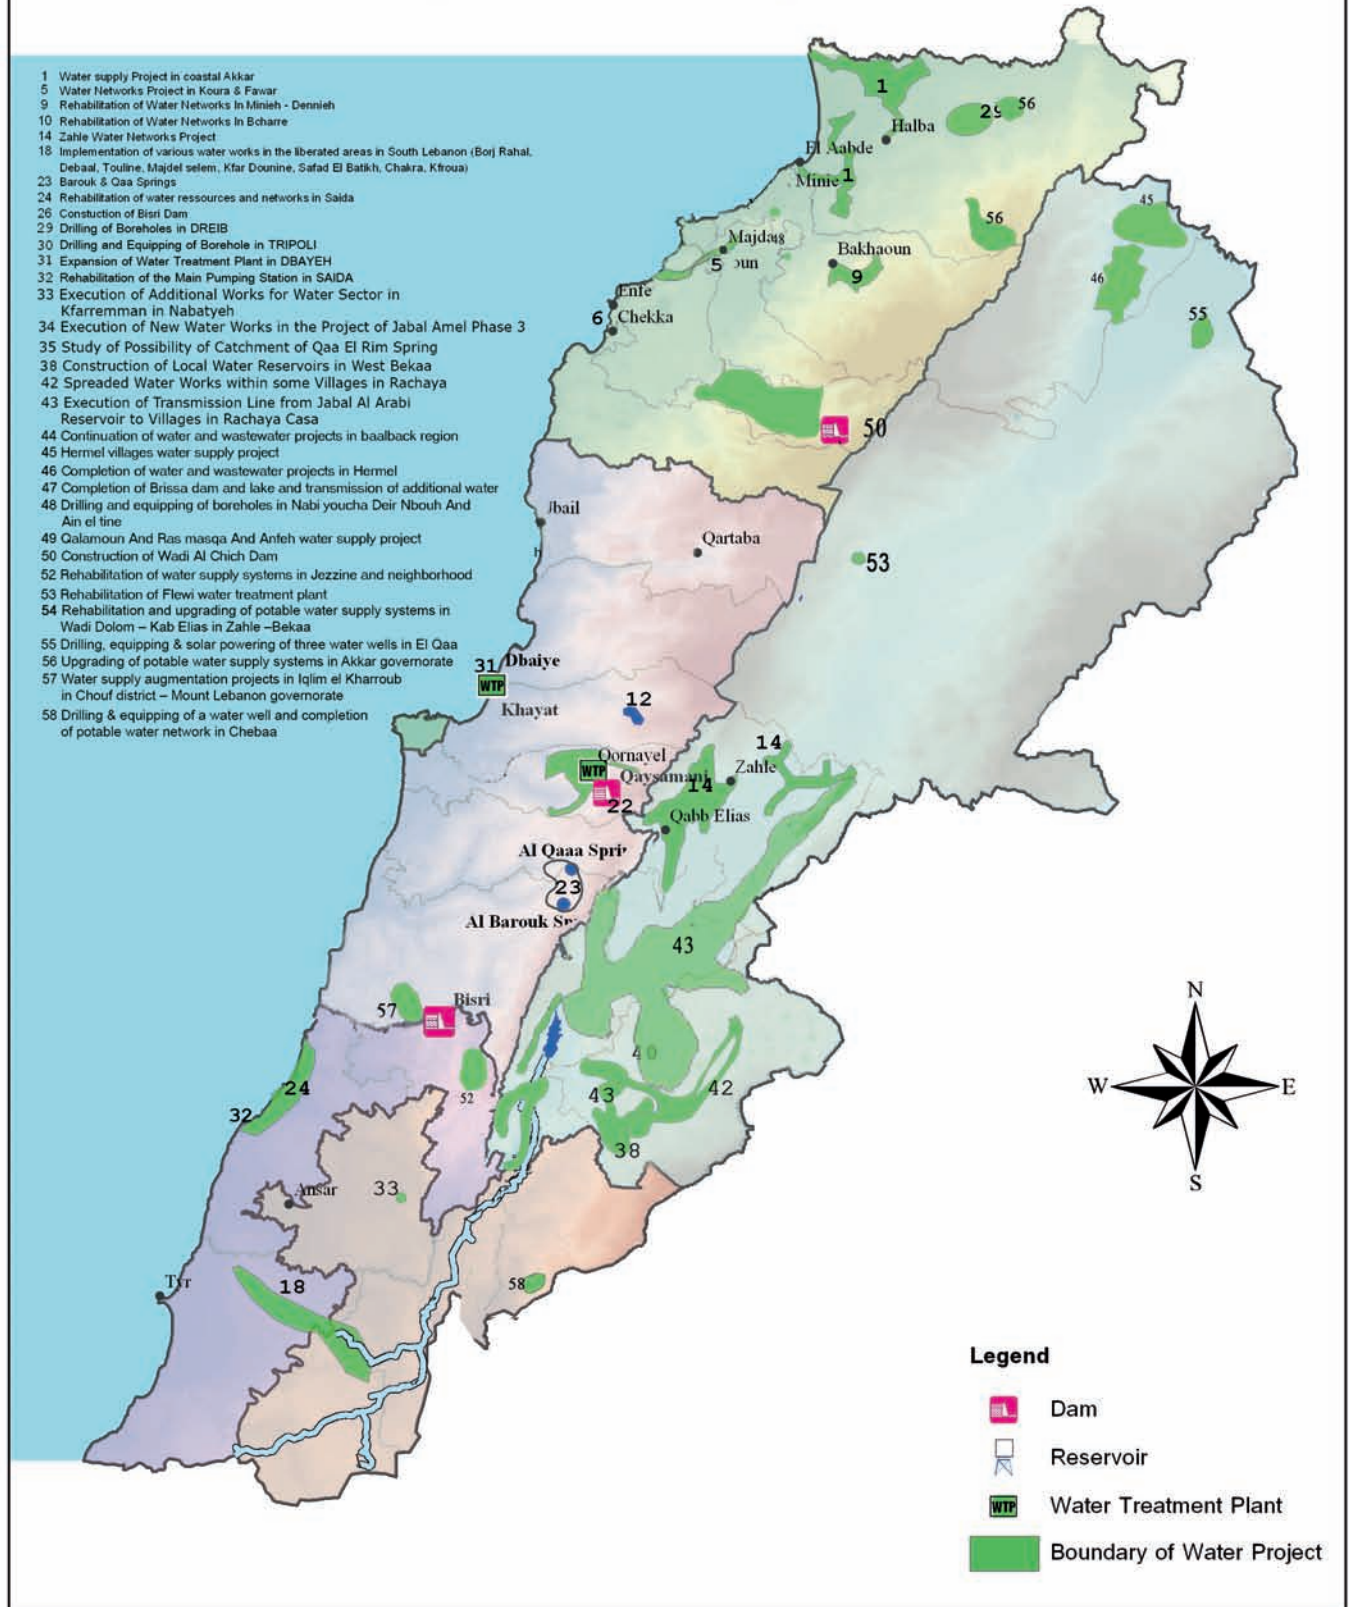 1 Water supply Project in coastal Akkar
5 Water Networks Project in Koura & Fawar
9 Rehabilitation of Water Networks In Minieh - Dennieh
10 Rehabilitation of Water Networks In Bcharre
14 Zahle Water Networks Project
18 Implementation of various water works in the liberated areas in South Lebanon (Borj Rahal,
Debaal, Touline, Majdel selem, Kfar Dounine, Safad El Batikh, Chakra, Kfroua)
23 Barouk & Qaa Springs
24 Rehabilitation of water ressources and networks in Saida
26 Constuction of Bisri Dam
29 Drilling of Boreholes in DREIB
30 Drilling and Equipping of Borehole in TRIPOLI
31 Expansion of Water Treatment Plant in DBAYEH
32 Rehabilitation of the Main Pumping Station in SAIDA
33 Execution of Additional Works for Water Sector in
Kfarremman in Nabatyeh
34 Execution of New Water Works in the Project of Jabal Amel Phase 3
35 Study of Possibility of Catchment of Qaa El Rim Spring
38 Construction of Local Water Reservoirs in West Bekaa
42 Spreaded Water Works within some Villages in Rachaya
43 Execution of Transmission Line from Jabal Al Arabi
Reservoir to Villages in Rachaya Casa
44 Continuation of water and wastewater projects in baalback region
45 Hermel villages water supply project
46 Completion of water and wastewater projects in Hermel
47 Completion of Brissa dam and lake and transmission of additional water
48 Drilling and equipping of boreholes in Nabi youcha Deir Nbouh And
Ain el tine
49 Qalamoun And Ras masqa And Anfeh water supply project
50 Construction of Wadi Al Chich Dam
52 Rehabilitation of water supply systems in Jezzine and neighborhood
53 Rehabilitation of Flewi water treatment plant
54 Rehabilitation and upgrading of potable water supply systems in
Wadi Dolom – Kab Elias in Zahle –Bekaa
55 Drilling, equipping & solar powering of three water wells in El Qaa
56 Upgrading of potable water supply systems in Akkar governorate
57 Water supply augmentation projects in Iqlim el Kharroub
in Chouf district – Mount Lebanon governorate
58 Drilling & equipping of a water well and completion
of potable water network in Chebaa
1
29 56
Halba
El Aabde
Minie 1
45
56
Majda 48
5 oun
Bakhaoun
9
46
55
Enfe
6 Chekka
50
Jbail
h
Qartaba
53
31 Dbaiye
WTP
Khayat
12
14
Qornayel
WTP
Qaysamani
14
Zahle
22
Qabb Elias
Al Qaaa Spri
23
Al Barouk Sp
43
57
Bisri
40
24
32
52
43
42
38
Ansar
33
Tyr
18
58
N
W E
S
Legend
Dam
Reservoir
WTP Water Treatment Plant
Boundary of Water Project